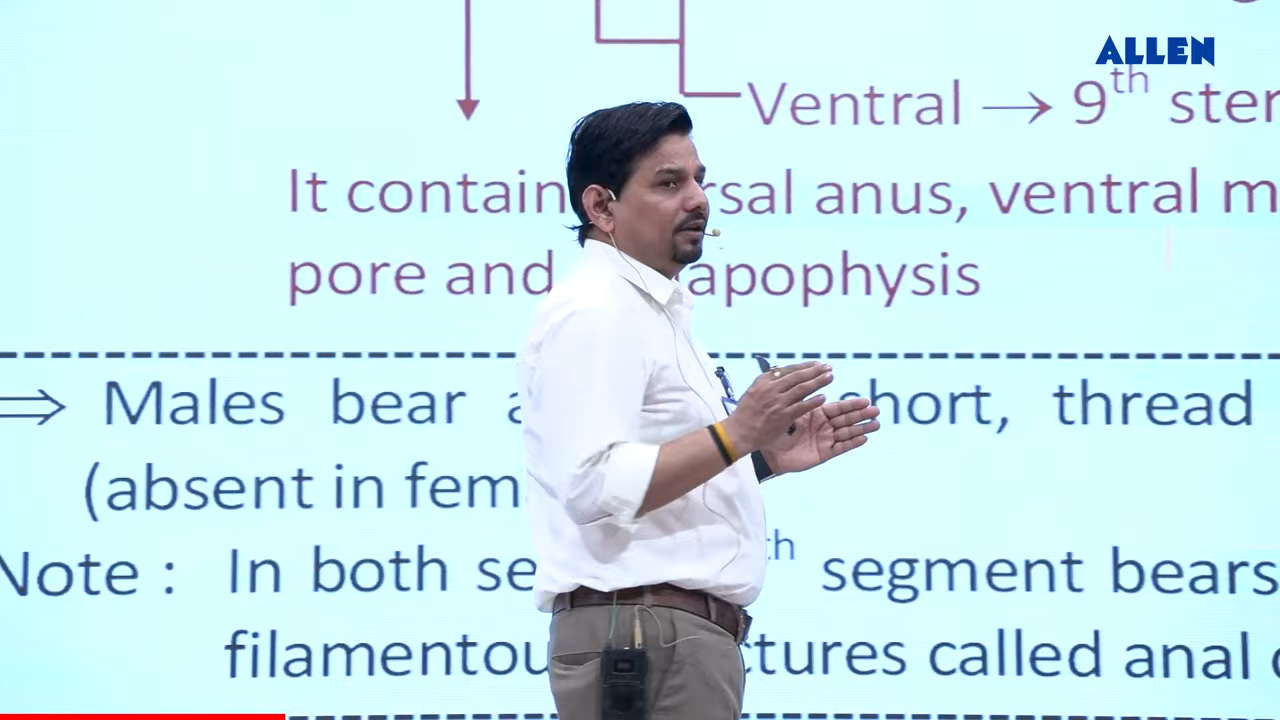 ALLEN
Ventral → 9th ster
It contain rsal anus, ventral m
pore and apophysis
⇒ Males bear a short, thread
(absent in fem
Note : In both se th segment bears
filamentou ctures called anal c